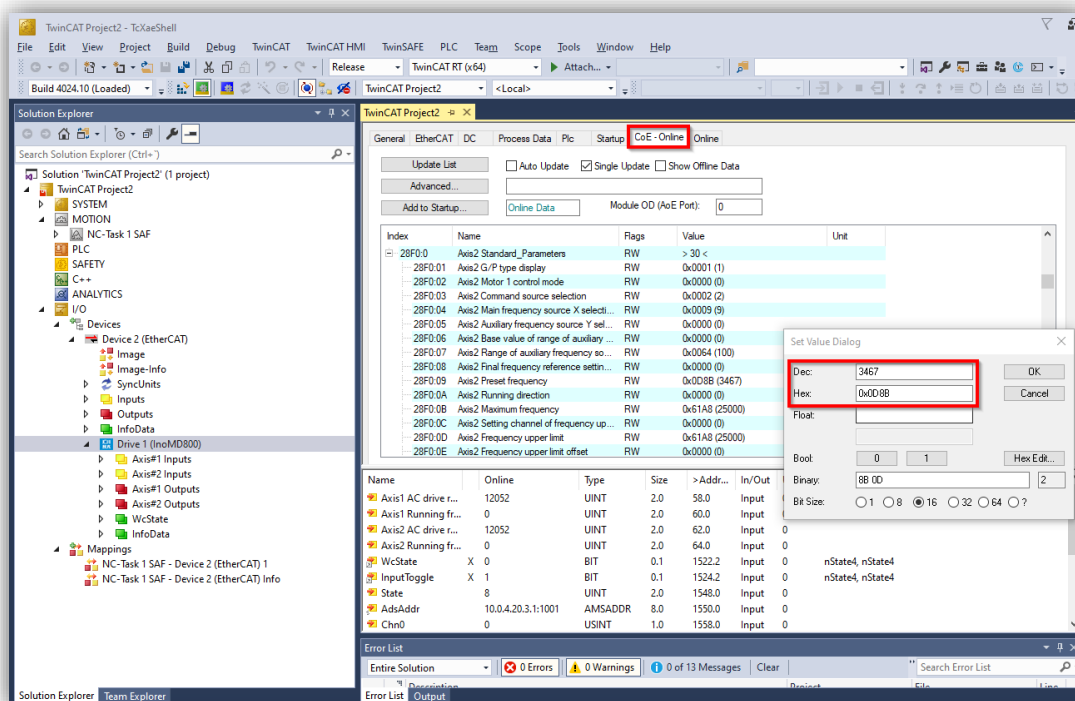 TwinCAT Project2 - TcXaeShell
File Edit View Project Build Debug TwinCAT TwinCAT HMI TwinSAFE PLC Team Scope Tools Window Help
Release TwinCAT RT (x64) Attach...
Build 4024.10 (Loaded) TwinCAT Project2 <Local>
Solution Explorer
Search Solution Explorer (Ctrl+¨)
Solution 'TwinCAT Project2' (1 project)
TwinCAT Project2
SYSTEM
MOTION
NC-Task 1 SAF
PLC
SAFETY
C++
ANALYTICS
I/O
Devices
Device 2 (EtherCAT)
Image
Image-Info
SyncUnits
Inputs
Outputs
InfoData
Drive 1 (InoMD800)
Axis#1 Inputs
Axis#2 Inputs
Axis#1 Outputs
Axis#2 Outputs
WcState
InfoData
Mappings
NC-Task 1 SAF - Device 2 (EtherCAT) 1
NC-Task 1 SAF - Device 2 (EtherCAT) Info
Solution Explorer Team Explorer
TwinCAT Project2
General EtherCAT DC Process Data Plc Startup CoE - Online Online
Update List Auto Update Single Update Show Offline Data
Advanced...
Add to Startup... Online Data Module OD (AoE Port): 0
Index Name Flags Value Unit
28F0:0 Axis2 Standard_Parameters RW > 30 <
28F0:01 Axis2 G/P type display RW 0x0001 (1)
28F0:02 Axis2 Motor 1 control mode RW 0x0000 (0)
28F0:03 Axis2 Command source selection RW 0x0002 (2)
28F0:04 Axis2 Main frequency source X selecti... RW 0x0009 (9)
28F0:05 Axis2 Auxiliary frequency source Y sel... RW 0x0000 (0)
28F0:06 Axis2 Base value of range of auxiliary ... RW 0x0000 (0)
28F0:07 Axis2 Range of auxiliary frequency so... RW 0x0064 (100)
28F0:08 Axis2 Final frequency reference settin... RW 0x0000 (0)
28F0:09 Axis2 Preset frequency RW 0x0D8B (3467)
28F0:0A Axis2 Running direction RW 0x0000 (0)
28F0:0B Axis2 Maximum frequency RW 0x61A8 (25000)
28F0:0C Axis2 Setting channel of frequency up... RW 0x0000 (0)
28F0:0D Axis2 Frequency upper limit RW 0x61A8 (25000)
28F0:0E Axis2 Frequency upper limit offset RW 0x0000 (0)
Name Online Type Size >Addr... In/Out
Axis1 AC drive r... 12052 UINT 2.0 58.0 Input 0
Axis1 Running fr... 0 UINT 2.0 60.0 Input 0
Axis2 AC drive r... 12052 UINT 2.0 62.0 Input 0
Axis2 Running fr... 0 UINT 2.0 64.0 Input 0
WcState X 0 BIT 0.1 1522.2 Input 0 nState4, nState4
InputToggle X 1 BIT 0.1 1524.2 Input 0 nState4, nState4
State 8 UINT 2.0 1548.0 Input 0
AdsAddr 10.0.4.20.3.1:1001 AMSADDR 8.0 1550.0 Input 0
Chn0 0 USINT 1.0 1558.0 Input 0
Set Value Dialog
Dec: 3467 OK
Hex: 0x0D8B Cancel
Float:
Bool: 0 1 Hex Edit...
Binary: 8B 0D 2
Bit Size: 1 8 16 32 64 ?
Error List
Entire Solution 0 Errors 0 Warnings 0 of 13 Messages Clear Search Error List
Description Project File Line
Error List Output